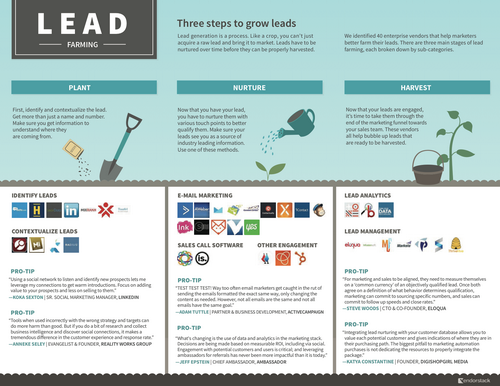 LEAD
FARMING
Three steps to grow leads
Lead generation is a process. Like a crop, you can't just
acquire a raw lead and bring it to market. Leads have to be
nurtured over time before they can be properly harvested.
We identified 40 enterprise vendors that help marketers
better farm their leads. There are three main stages of lead
farming, each broken down by sub-categories.
PLANT
First, identify and contextualize the lead.
Get more than just a name and number.
Make sure you get information to
understand where they
are coming from.
NURTURE
Now that you have your lead,
you have to nurture them with
various touch points to better
qualify them. Make sure your
leads see you as a source of
industry leading information.
Use one of these methods.
HARVEST
Now that your leads are engaged,
it's time to take them through the
end of the marketing funnel towards
your sales team. These vendors
all help bubble up leads that
are ready to be harvested.
IDENTIFY LEADS
CONTEXTUALIZE LEADS
PRO-TIP
"Using a social network to listen and identify new prospects lets me
leverage my connections to get warm introductions. Focus on adding
value to your prospects and less on selling to them."
—KOKA SEXTON | SR. SOCIAL MARKETING MANAGER, LINKEDIN
PRO-TIP
"Tools when used incorrectly with the wrong strategy and tactics can
do more harm than good. But if you do a bit of research and collect
business intelligence and discover social connections, it makes a
tremendous difference in the customer experience and response rate."
—ANNEKE SELEY | EVANGELIST & FOUNDER, REALITY WORKS GROUP
E-MAIL MARKETING
SALES CALL SOFTWARE
OTHER ENGAGEMENT
is.
PRO-TIP
"TEST TEST TEST! Way too often email marketers get caught in the rut of
sending emails formatted the exact same way, only changing the
content as needed. However, not all emails are the same and not all
emails have the same goal."
—ADAM TUTTLE | PARTNER & BUSINESS DEVELOPMENT, ACTIVECAMPAIGN
PRO-TIP
"What's changing is the use of data and analytics in the marketing stack.
Decisions are being made based on measurable ROI, including via social.
Engagement with potential customers and users is critical, and leveraging
ambassadors for referrals has never been more impactful than it is today."
—JEFF EPSTEIN | CHIEF AMBASSADOR, AMBASSADOR
LEAD ANALYTICS
DATA
LEAD MANAGEMENT
eloqua
PRO-TIP
"For marketing and sales to be aligned, they need to measure themselves
on a 'common currency' of an objectively qualified lead. Once both
agree on a definition of what behavior determines qualification,
marketing can commit to sourcing specific numbers, and sales can
commit to follow up speeds and close rates."
—STEVE WOODS | CTO & CO-FOUNDER, ELOQUA
PRO-TIP
"Integrating lead nurturing with your customer database allows you to
value each potential customer and gives indications of where they are in
their purchasing path. The biggest pitfall to marketing automation
purchases is not dedicating the resources to properly integrate the
package."
—KATYA CONSTANTINE | FOUNDER, DIGISHOPGIRL MEDIA
endorstack